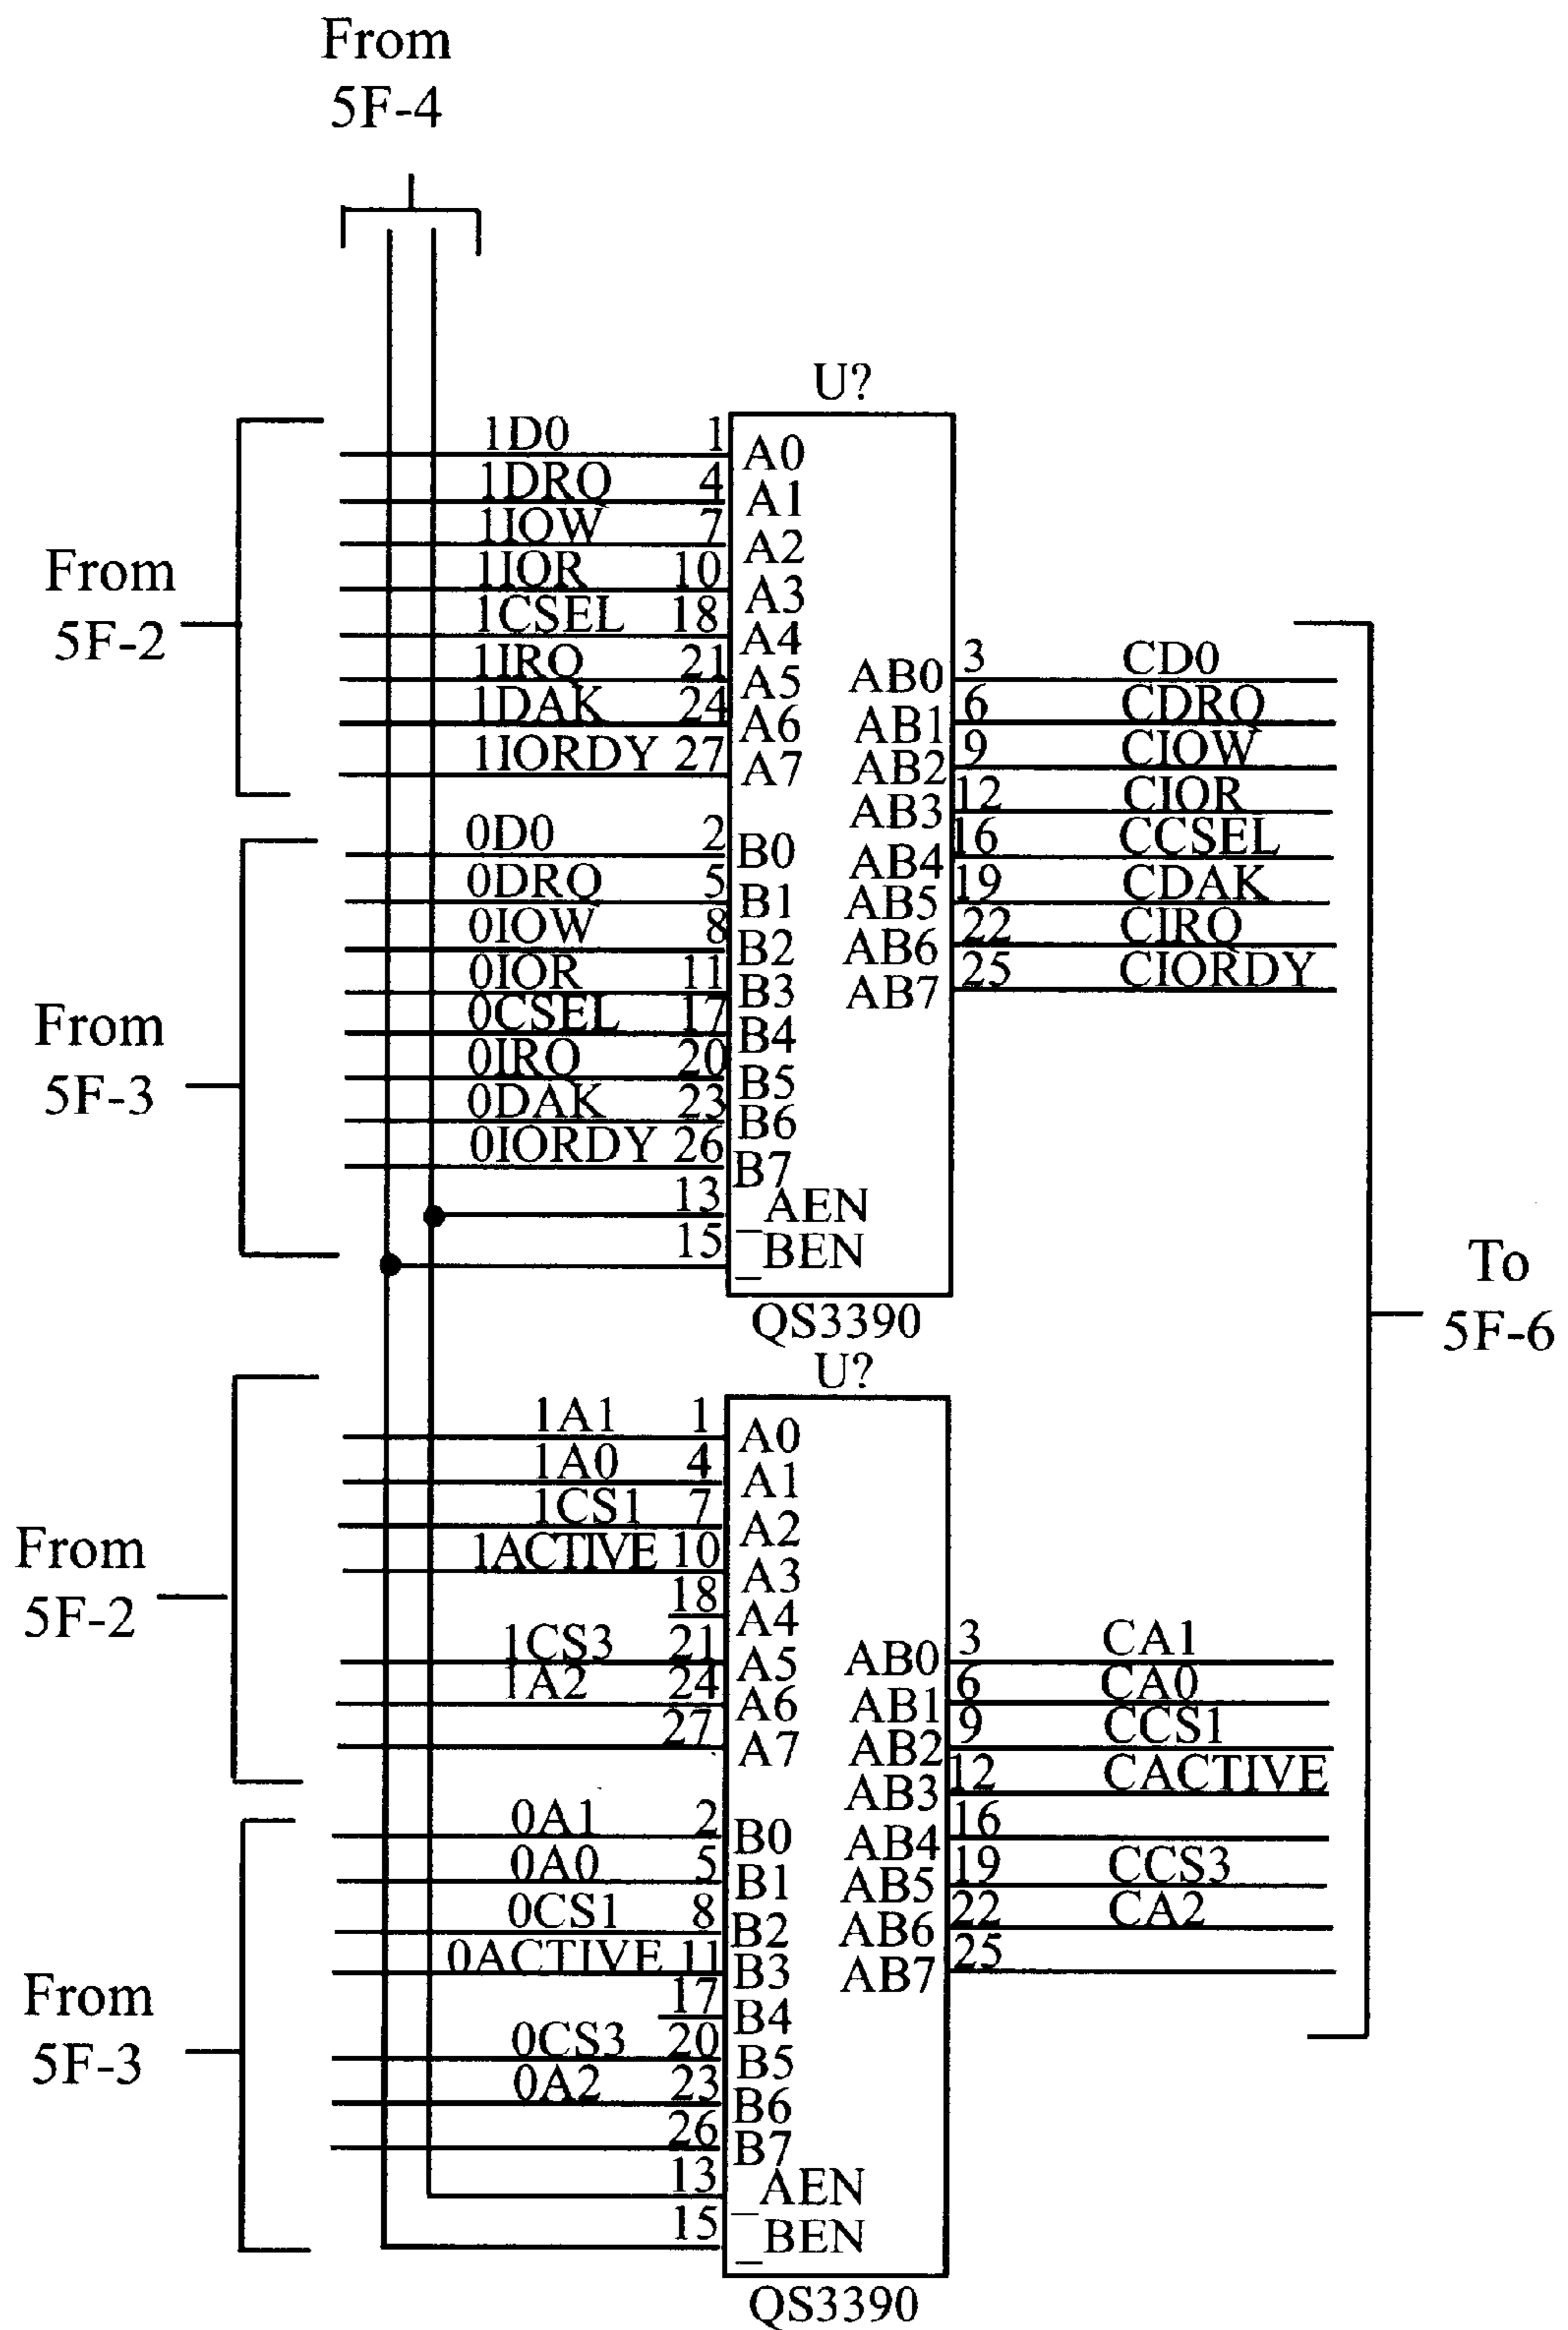 From
5F-4
U?
1D0 1 A0
1DRQ 4 A1
1IOW 7 A2
1IOR 10 A3
1CSEL 18 A4
1IRQ 21 A5
1DAK 24 A6
1IORDY 27 A7
From
5F-2
0D0 2 B0
0DRQ 5 B1
0IOW 8 B2
0IOR 11 B3
0CSEL 17 B4
0IRQ 20 B5
0DAK 23 B6
0IORDY 26 B7
13 _AEN
15 _BEN
From
5F-3
AB0 3 CD0
AB1 6 CDRQ
AB2 9 CIOW
AB3 12 CIOR
AB4 16 CCSEL
AB5 19 CDAK
AB6 22 CIRQ
AB7 25 CIORDY
QS3390
To
5F-6
U?
1A1 1 A0
1A0 4 A1
1CS1 7 A2
1ACTIVE 10 A3
18 A4
1CS3 21 A5
1A2 24 A6
27 A7
From
5F-2
0A1 2 B0
0A0 5 B1
0CS1 8 B2
0ACTIVE 11 B3
17 B4
0CS3 20 B5
0A2 23 B6
26 B7
13 _AEN
15 _BEN
From
5F-3
AB0 3 CA1
AB1 6 CA0
AB2 9 CCS1
AB3 12 CACTIVE
AB4 16
AB5 19 CCS3
AB6 22 CA2
AB7 25
QS3390